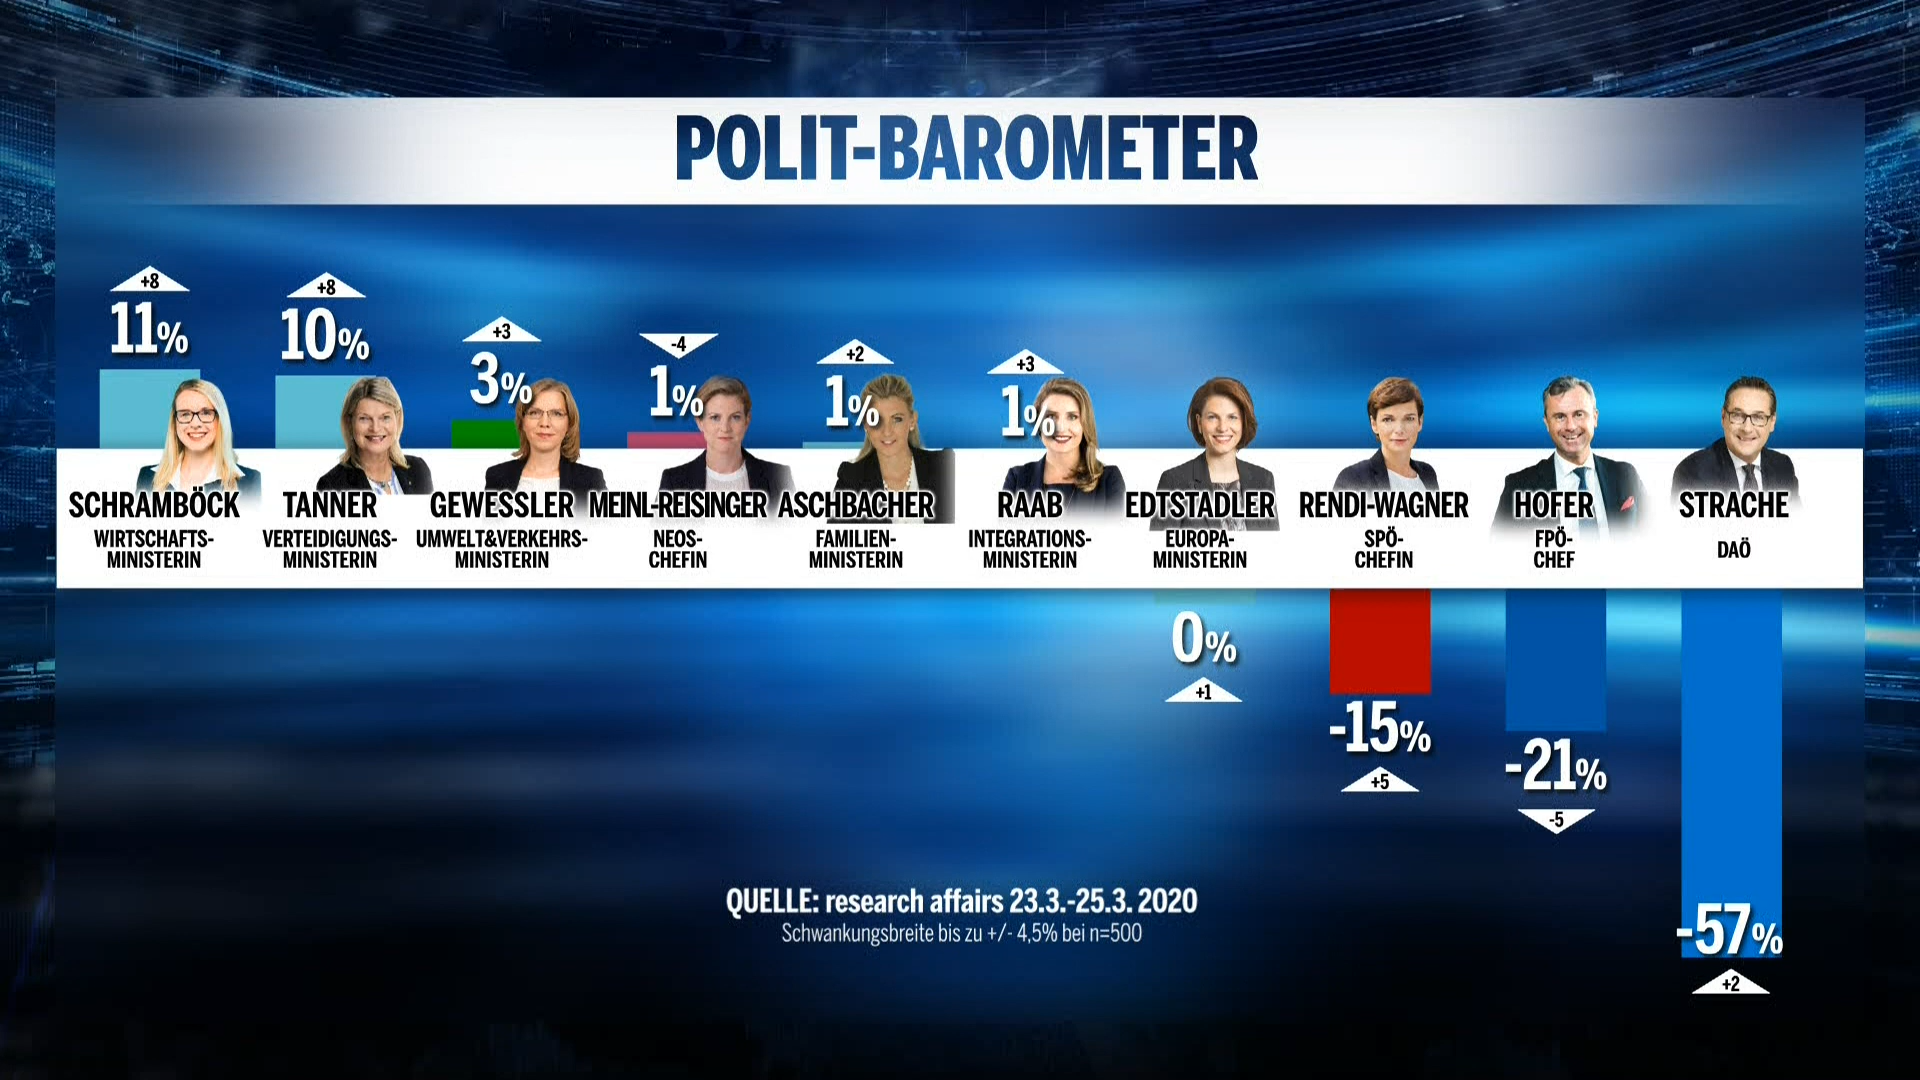 POLIT-BAROMETER
+8
11%
SCHRAMBÖCK
WIRTSCHAFTS-
MINISTERIN
+8
10%
TANNER
VERTEIDIGUNGS-
MINISTERIN
+3
3%
GEWESSLER
UMWELT&VERKEHRS-
MINISTERIN
-4
1%
MEINL-REISINGER
NEOS-
CHEFIN
+2
1%
ASCHBACHER
FAMILIEN-
MINISTERIN
+3
1%
RAAB
INTEGRATIONS-
MINISTERIN
EDTSTADLER
EUROPA-
MINISTERIN
0%
+1
RENDI-WAGNER
SPÖ-
CHEFIN
-15%
+5
HOFER
FPÖ-
CHEF
-21%
-5
STRACHE
DAÖ
-57%
+2
QUELLE: research affairs 23.3.-25.3. 2020
Schwankungsbreite bis zu +/- 4,5% bei n=500